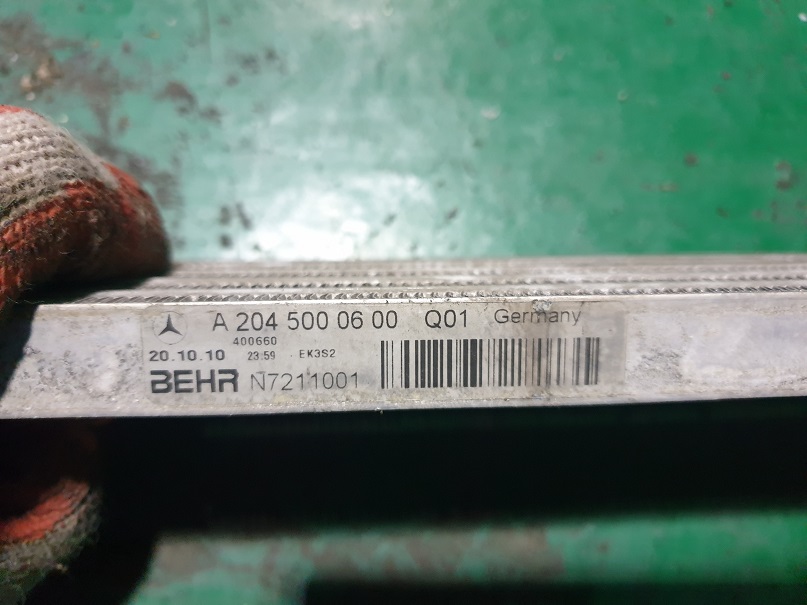 A 204 500 06 00 Q01 Germany
400660
20.10.10 23:59 EK3S2
BEHR N7211001